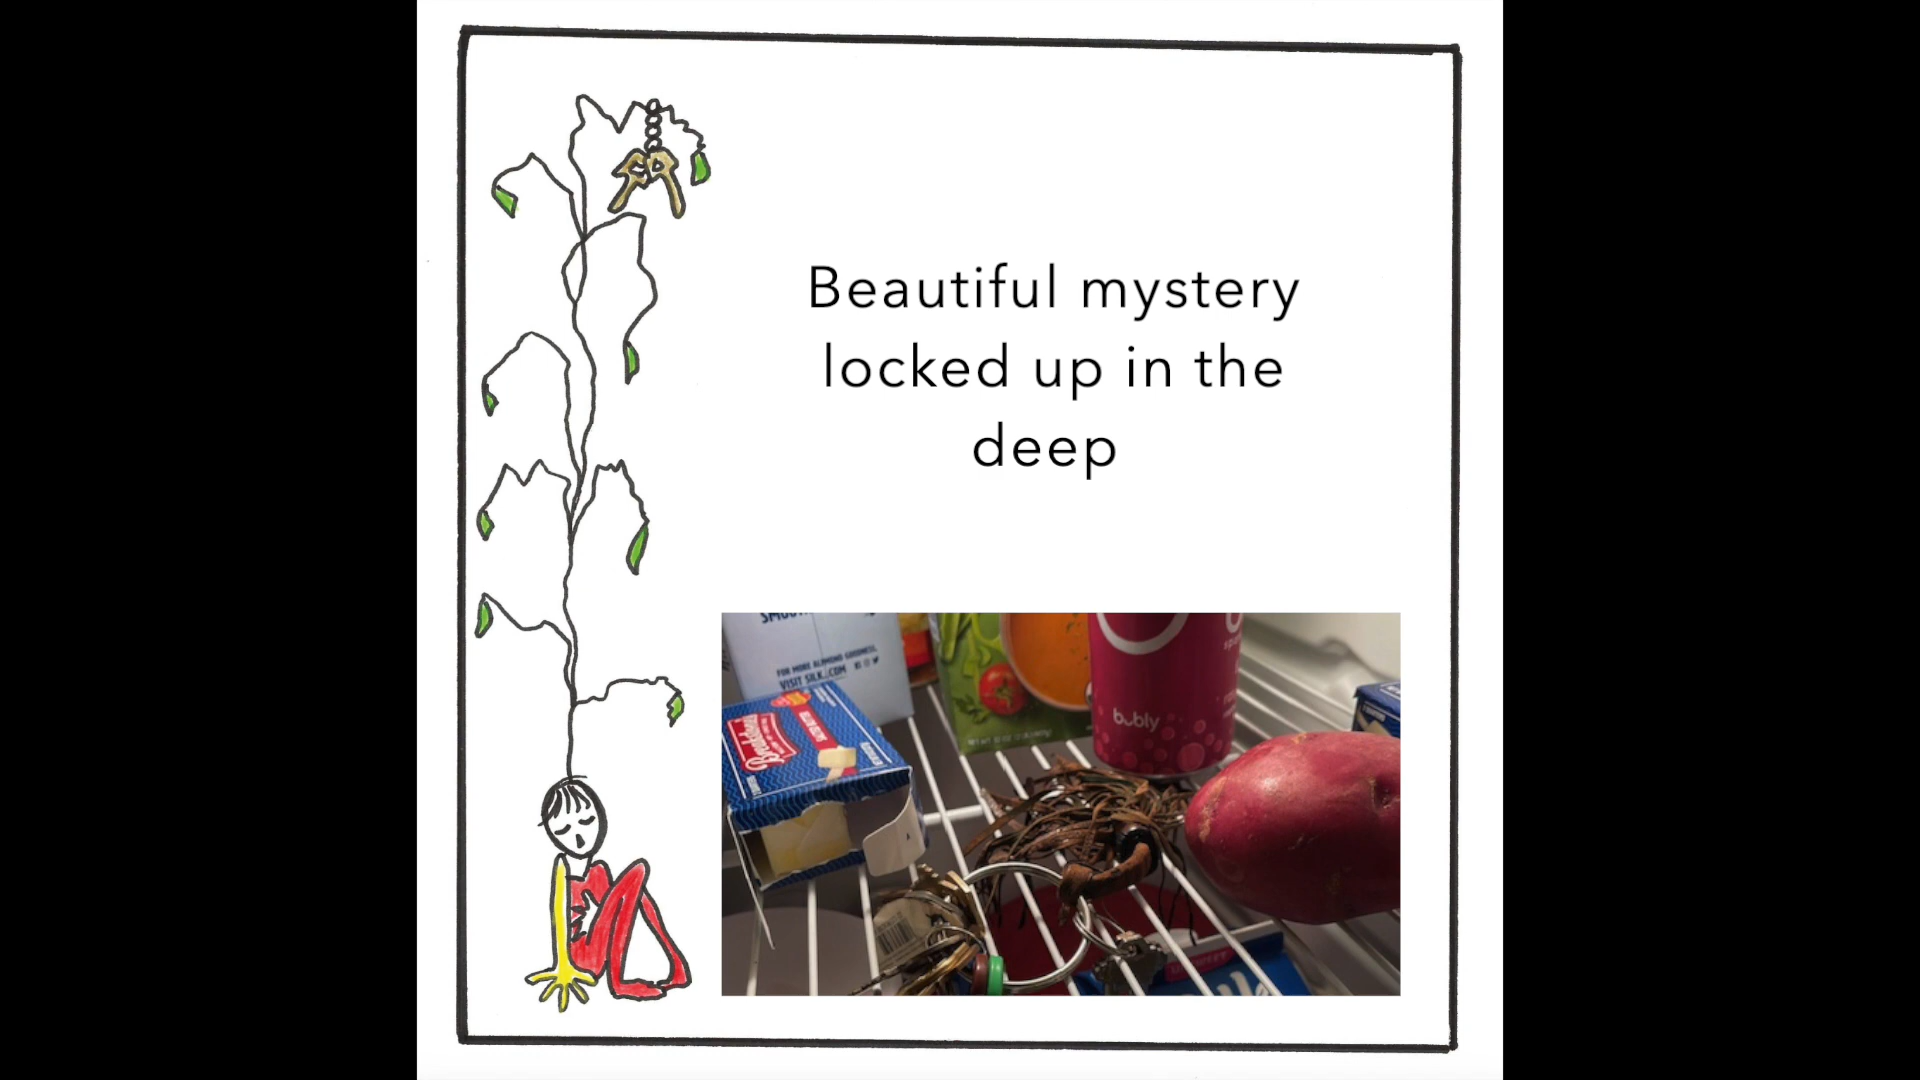 Beautiful mystery
locked up in the
deep
FOR MORE ALMOND GOODNESS,
VISIT SILK.COM
bubly